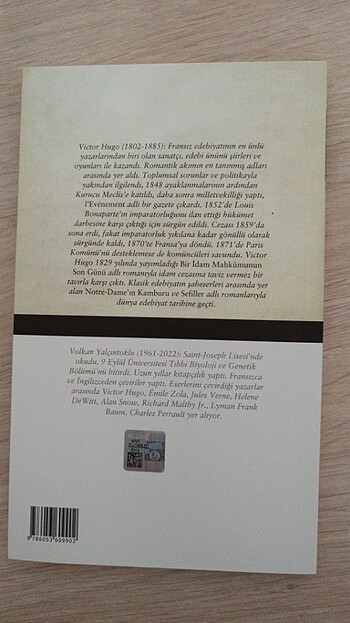 Victor Hugo (1802-1885): Fransız edebiyatının en ünlü
yazarlarından biri olan sanatçı, edebi ününü şiirleri ve
oyunları ile kazandı. Romantik akımın en tanınmış adları
arasında yer aldı. Toplumsal sorunlar ve politikayla
yakından ilgilendi, 1848 ayaklanmalarının ardından
Kurucu Meclis'e katıldı, daha sonra milletvekilliği yaptı,
l'Evénement adlı bir gazete çıkardı. 1852'de Louis
Bonaparte'ın imparatorluğunu ilan ettiği hükümet
darbesine karşı çıktığı için sürgün edildi. Cezası 1859'da
sona erdi, fakat imparatorluk yıkılana kadar gönüllü olarak
sürgünde kaldı, 1870'te Fransa'ya döndü. 1871'de Paris
Komünü'nü desteklemese de komüncüleri savundu. Victor
Hugo 1829 yılında yayımladığı Bir İdam Mahkûmunun
Son Günü adlı romanıyla idam cezasına taviz vermez bir
tavırla karşı çıktı. Klasik edebiyatın şaheserleri arasında yer
alan Notre-Dame'ın Kamburu ve Sefiller adlı romanlarıyla
dünya edebiyat tarihine geçti.
Volkan Yalçıntoklu (1961-2022): Saint-Joseph Lisesi'nde
okudu. 9 Eylül Üniversitesi Tıbbi Biyoloji ve Genetik
Bölümü'nü bitirdi. Uzun yıllar kitapçılık yaptı. Fransızca
ve İngilizceden çeviriler yaptı. Eserlerini çevirdiği yazarlar
arasında Victor Hugo, Émile Zola, Jules Verne, Helene
DeWitt, Alan Snow, Richard Maltby Jr., Lyman Frank
Baum, Charles Perrault yer alıyor.
9 786053 609902